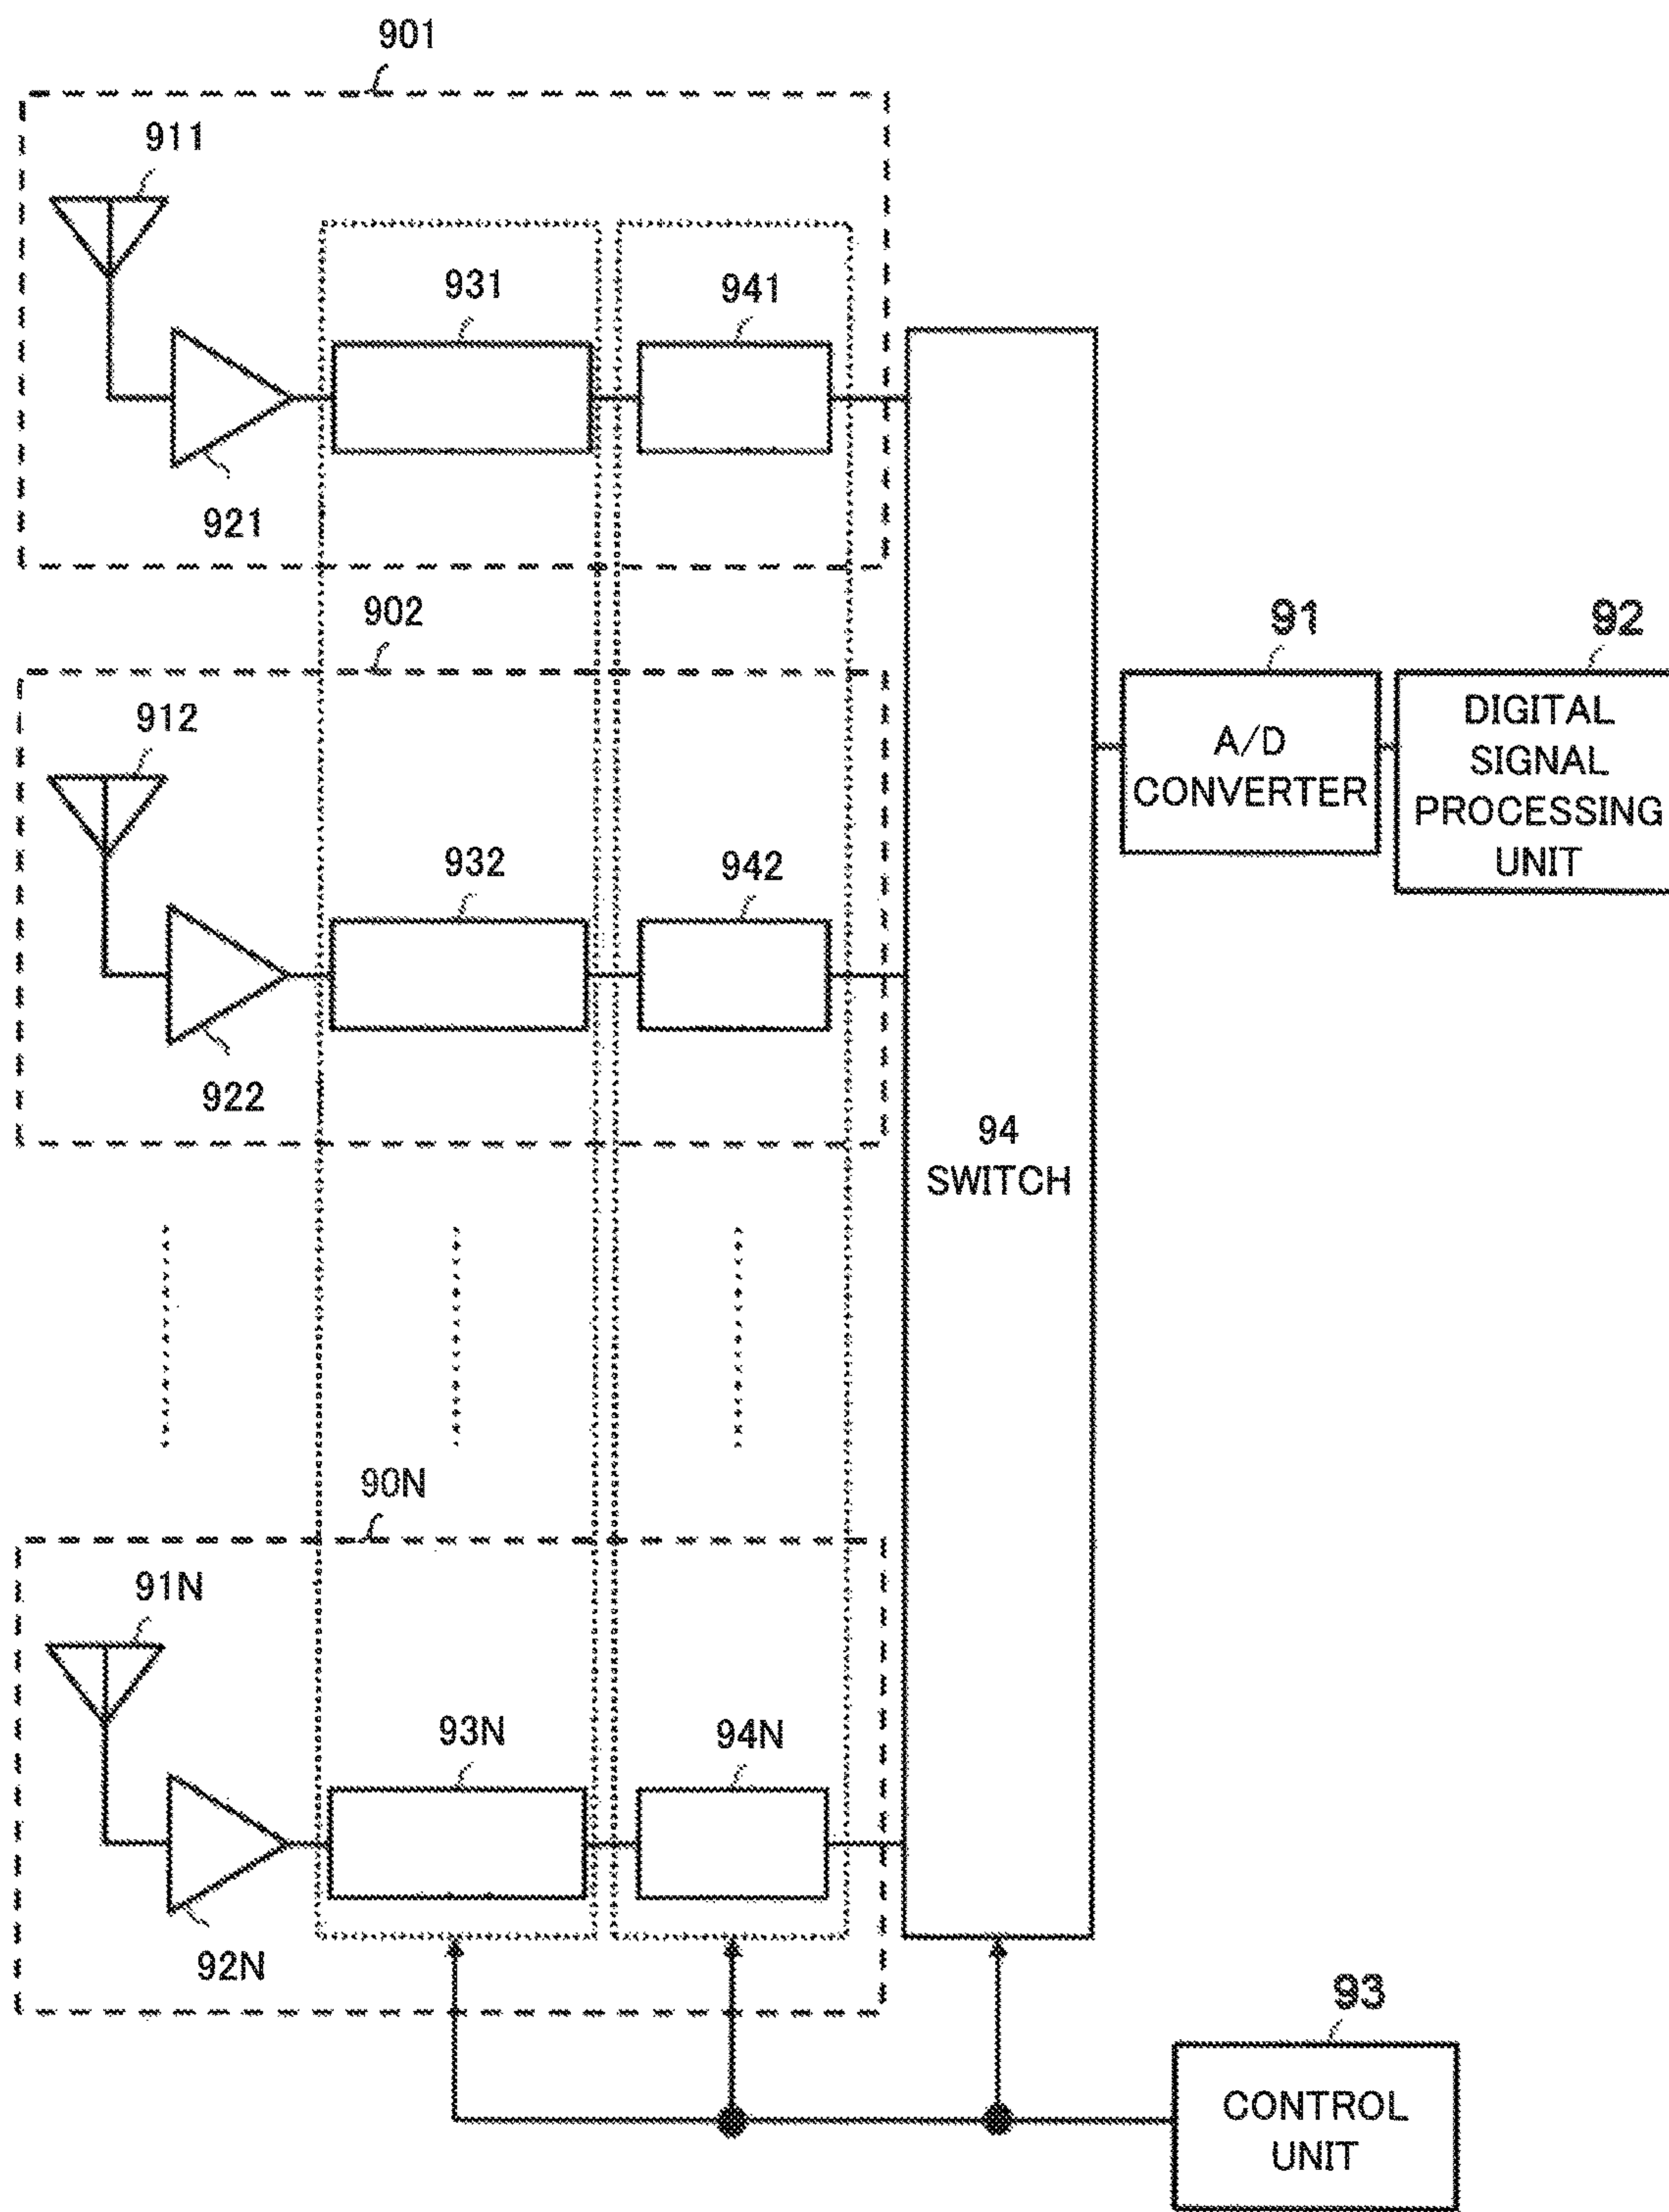 901
911
931
941
921
902
91
92
912
A/D
CONVERTER
DIGITAL
SIGNAL
PROCESSING
UNIT
932
942
922
94
SWITCH
90N
91N
93N
94N
92N
93
CONTROL
UNIT